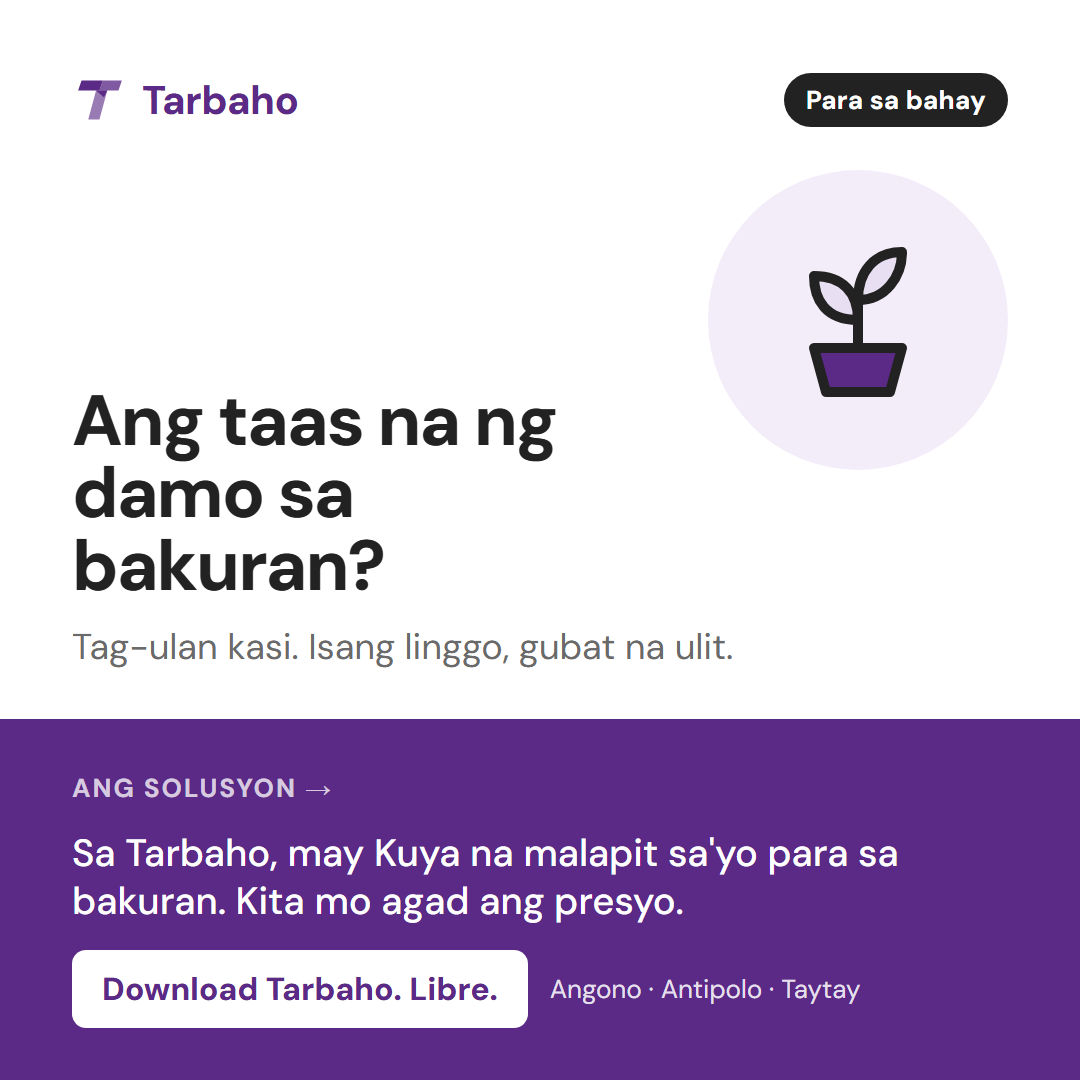 Tarbaho
Para sa bahay
Ang taas na ng
damo sa
bakuran?
Tag-ulan kasi. Isang linggo, gubat na ulit.
ANG SOLUSYON →
Sa Tarbaho, may Kuya na malapit sa'yo para sa
bakuran. Kita mo agad ang presyo.
Download Tarbaho. Libre.
Angono · Antipolo · Taytay